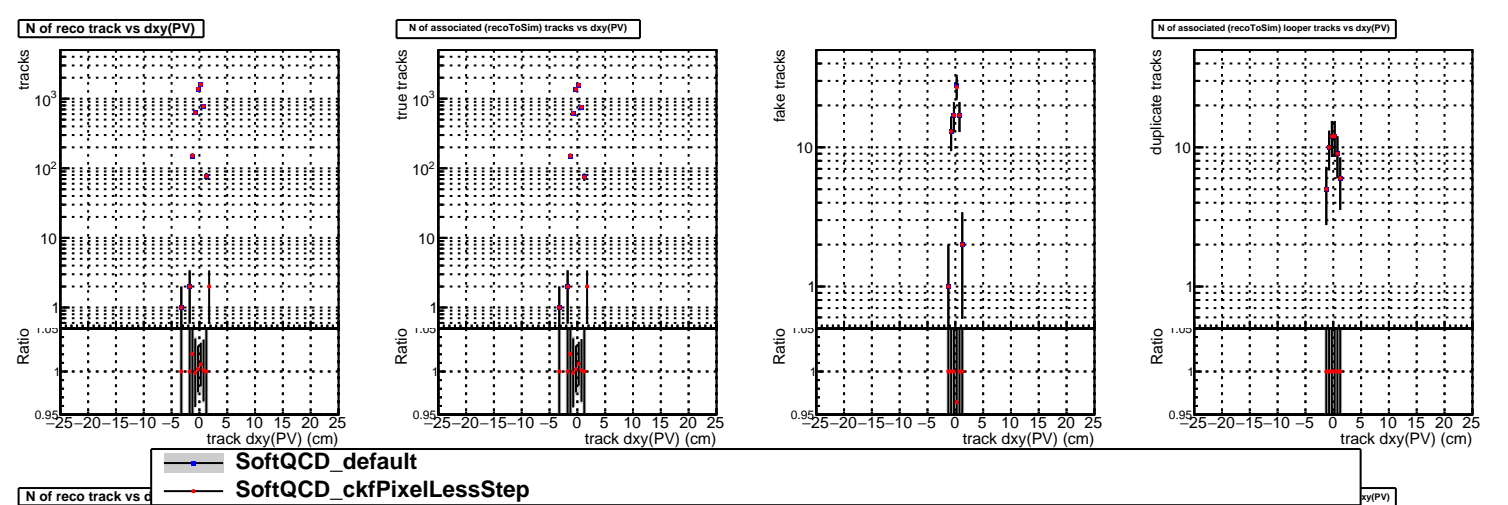 N of reco track vs dxy(PV)
N of associated (recoToSim) tracks vs dxy(PV)
N of associated (recoToSim) looper tracks vs dxy(PV)
tracks
10³
10²
10
1
true tracks
10³
10²
10
1
fake tracks
10
1
duplicate tracks
10
1
Ratio
1.05
1
0.95
Ratio
1.05
1
0.95
Ratio
1.05
1
0.95
Ratio
1.05
1
0.95
−25 −20 −15 −10 −5 0 5 10 15 20 25
−25 −20 −15 −10 −5 0 5 10 15 20 25
−25 −20 −15 −10 −5 0 5 10 15 20 25
−25 −20 −15 −10 −5 0 5 10 15 20 25
track dxy(PV) (cm)
track dxy(PV) (cm)
track dxy(PV) (cm)
track dxy(PV) (cm)
SoftQCD_default
SoftQCD_ckfPixelLessStep
N of reco track vs d
xy(PV)